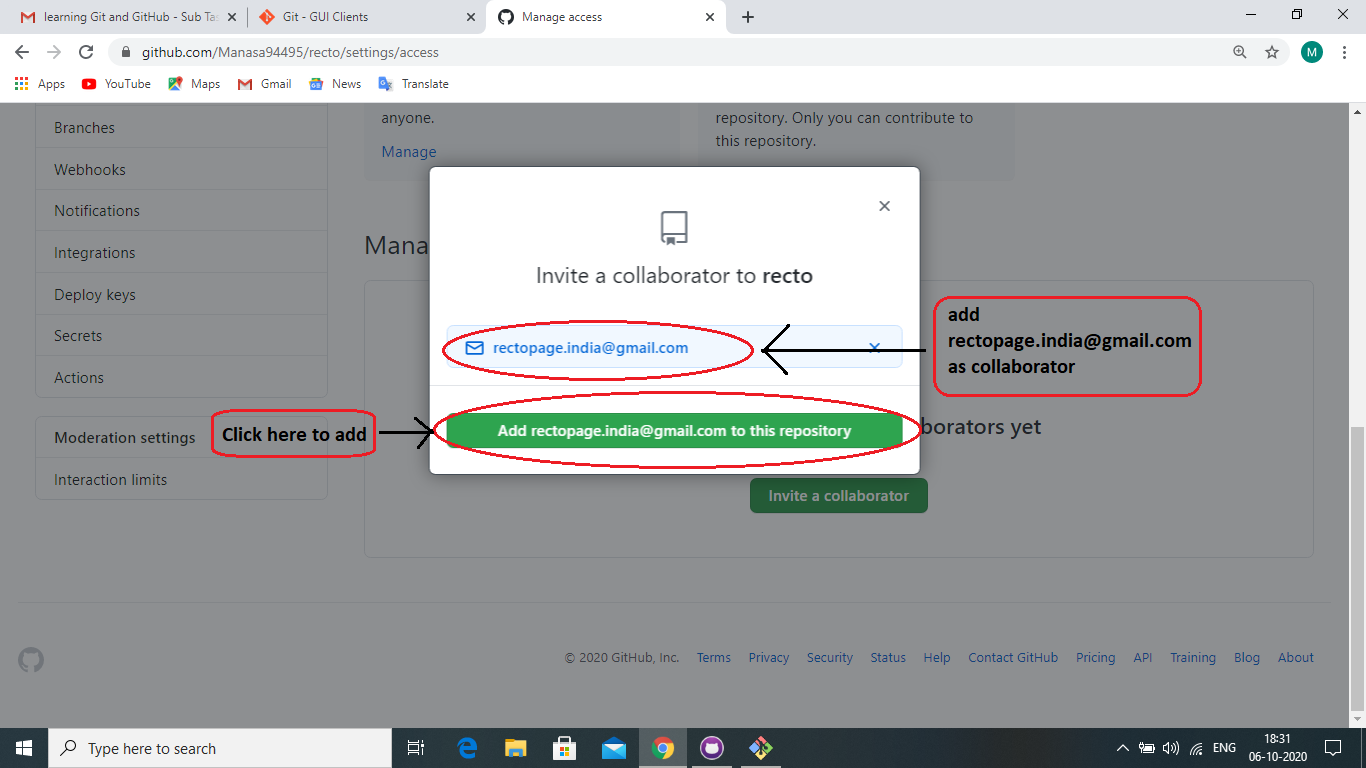 learning Git and GitHub - Sub Tas
Git - GUI Clients
Manage access
github.com/Manasa94495/recto/settings/access
M
Apps
YouTube
Maps
Gmail
News
Translate
Branches
Webhooks
Notifications
Integrations
Deploy keys
Secrets
Actions
Moderation settings
Interaction limits
anyone.
Manage
repository. Only you can contribute to
this repository.
Mana
Invite a collaborator to recto
rectopage.india@gmail.com
add
rectopage.india@gmail.com
as collaborator
Click here to add
Add rectopage.india@gmail.com to this repository
borators yet
Invite a collaborator
© 2020 GitHub, Inc.
Terms
Privacy
Security
Status
Help
Contact GitHub
Pricing
API
Training
Blog
About
Type here to search
ENG
18:31
06-10-2020